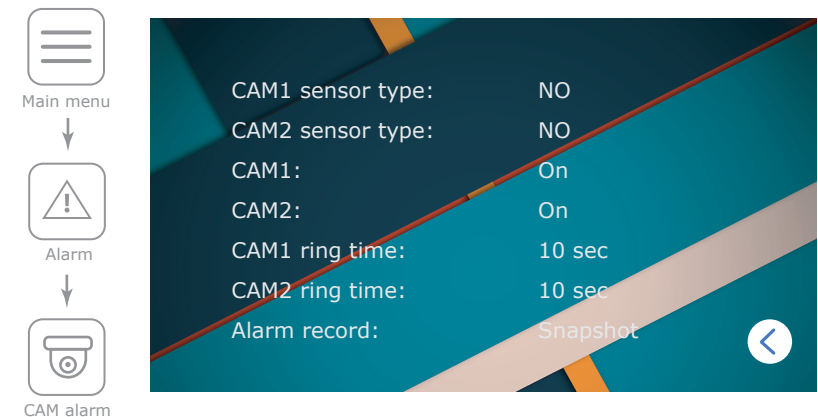 Main menu
Alarm
CAM alarm
CAM1 sensor type: NO
CAM2 sensor type: NO
CAM1: On
CAM2: On
CAM1 ring time: 10 sec
CAM2 ring time: 10 sec
Alarm record: Snapshot